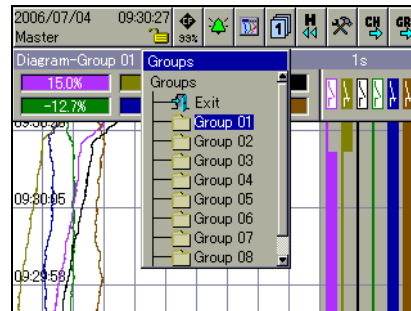 2006/07/04 09:30:27
Master 99%
1 H CH GR
Diagram-Group 01 Groups 1s
15.0%
-12.7%
Groups
Exit
Group 01
Group 02
Group 03
Group 04
Group 05
Group 06
Group 07
Group 08
09:30:05
09:29:58